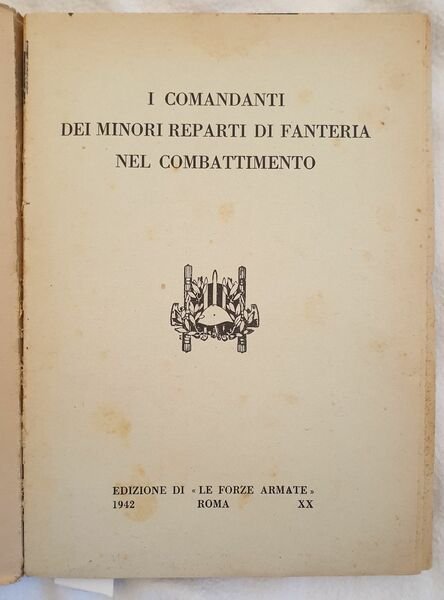 I COMANDANTI
DEI MINORI REPARTI DI FANTERIA
NEL COMBATTIMENTO
EDIZIONE DI « LE FORZE ARMATE »
1942 ROMA XX